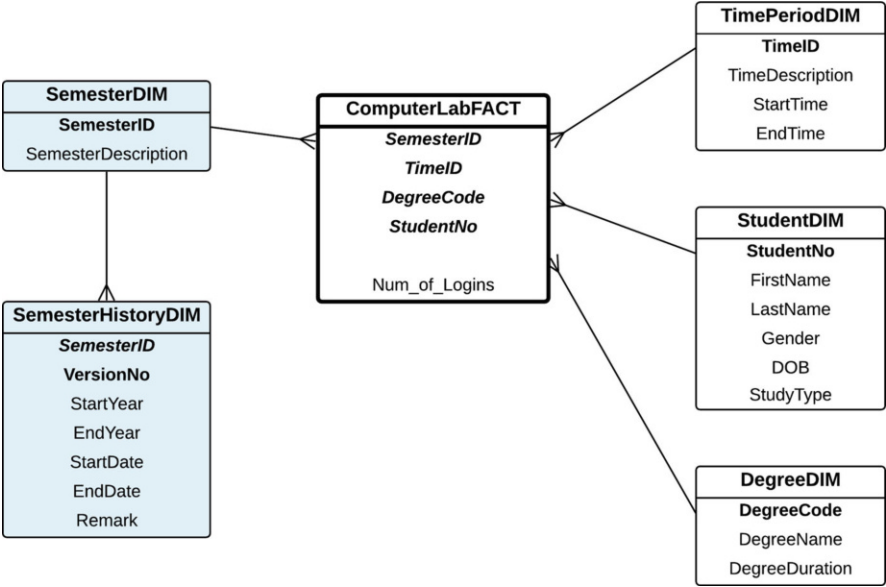 SemesterDIM
SemesterID
SemesterDescription
SemesterHistoryDIM
SemesterID
VersionNo
StartYear
EndYear
StartDate
EndDate
Remark
ComputerLabFACT
SemesterID
TimeID
DegreeCode
StudentNo
Num_of_Logins
TimePeriodDIM
TimeID
TimeDescription
StartTime
EndTime
StudentDIM
StudentNo
FirstName
LastName
Gender
DOB
StudyType
DegreeDIM
DegreeCode
DegreeName
DegreeDuration